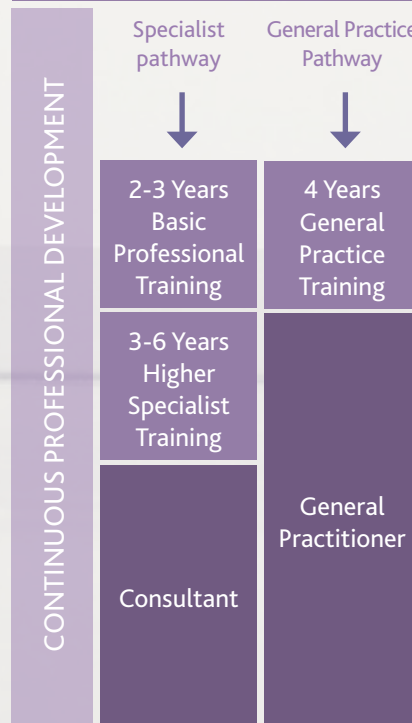 CONTINUOUS PROFESSIONAL DEVELOPMENT
Specialist
pathway
2-3 Years
Basic
Professional
Training
3-6 Years
Higher
Specialist
Training
Consultant
General Practice
Pathway
4 Years
General
Practice
Training
General
Practitioner